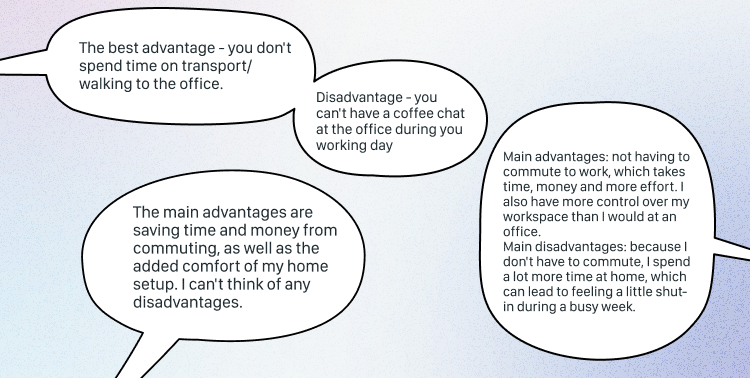 The best advantage - you don't
spend time on transport/
walking to the office.
Disadvantage - you
can't have a coffee chat
at the office during you
working day
The main advantages are
saving time and money from
commuting, as well as the
added comfort of my home
setup. I can't think of any
disadvantages.
Main advantages: not having to
commute to work, which takes
time, money and more effort. I
also have more control over my
workspace than I would at an
office.
Main disadvantages: because I
don't have to commute, I spend
a lot more time at home, which
can lead to feeling a little shut-
in during a busy week.